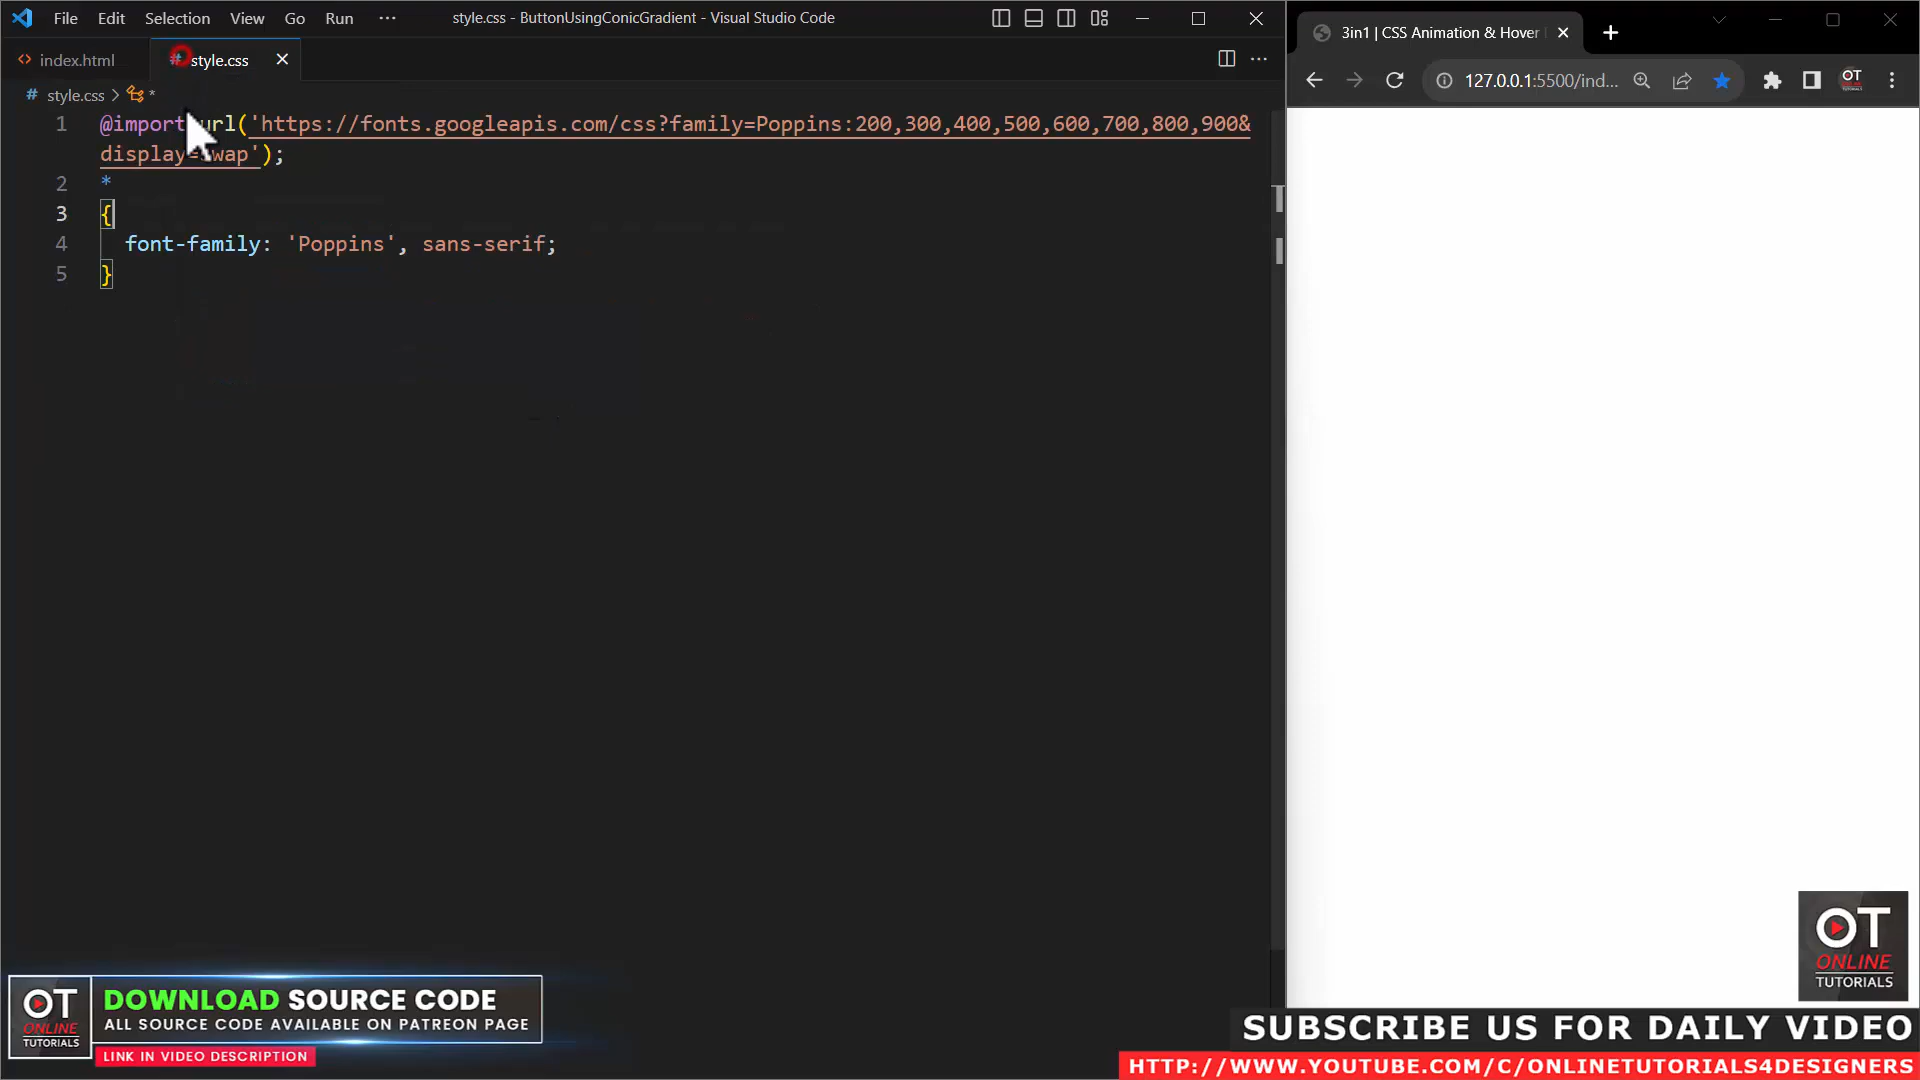 File Edit Selection View Go Run ··· style.css - ButtonUsingConicGradient - Visual Studio Code
index.html style.css
style.css > *
1 @import url('https://fonts.googleapis.com/css?family=Poppins:200,300,400,500,600,700,800,900&
display=swap');
2 *
3 {
4 font-family: 'Poppins', sans-serif;
5 }
3in1 | CSS Animation & Hover
127.0.0.1:5500/ind...
OT
ONLINE
TUTORIALS
DOWNLOAD SOURCE CODE
ALL SOURCE CODE AVAILABLE ON PATREON PAGE
LINK IN VIDEO DESCRIPTION
OT
ONLINE
TUTORIALS
SUBSCRIBE US FOR DAILY VIDEO
HTTP://WWW.YOUTUBE.COM/C/ONLINETUTORIALS4DESIGNERS